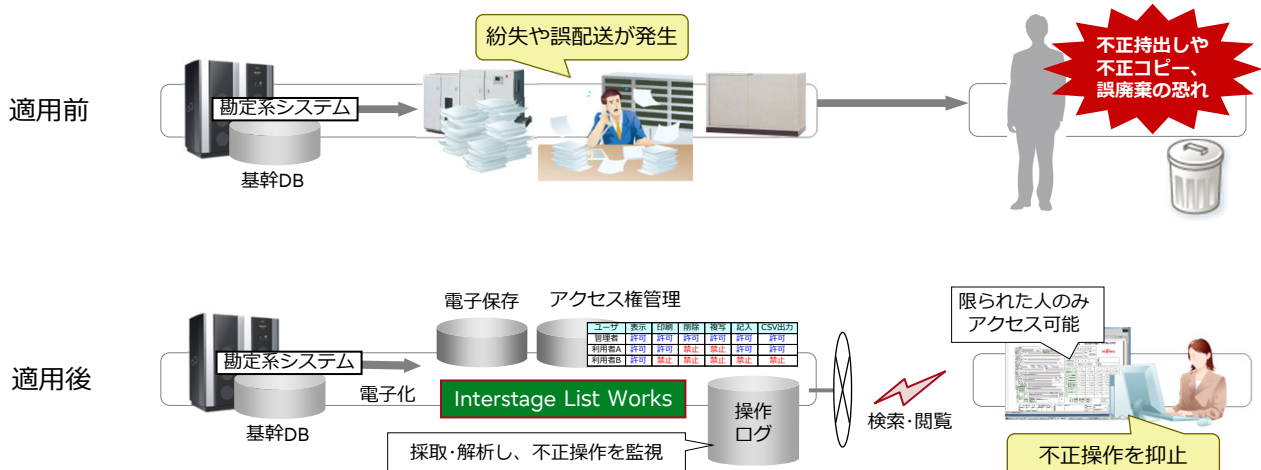 紛失や誤配送が発生
不正持出しや
不正コピー、
誤廃棄の恐れ
適用前
勘定系システム
基幹DB
電子保存
アクセス権管理
限られた人のみ
アクセス可能
ユーザ 表示 印刷 削除 複写 記入 CSV出力
管理者 許可 許可 許可 許可 許可 許可
利用者A 許可 許可 禁止 禁止 許可 許可
利用者B 許可 禁止 禁止 禁止 禁止 禁止
適用後
勘定系システム
電子化
Interstage List Works
操作
ログ
検索･閲覧
基幹DB
採取･解析し、不正操作を監視
不正操作を抑止